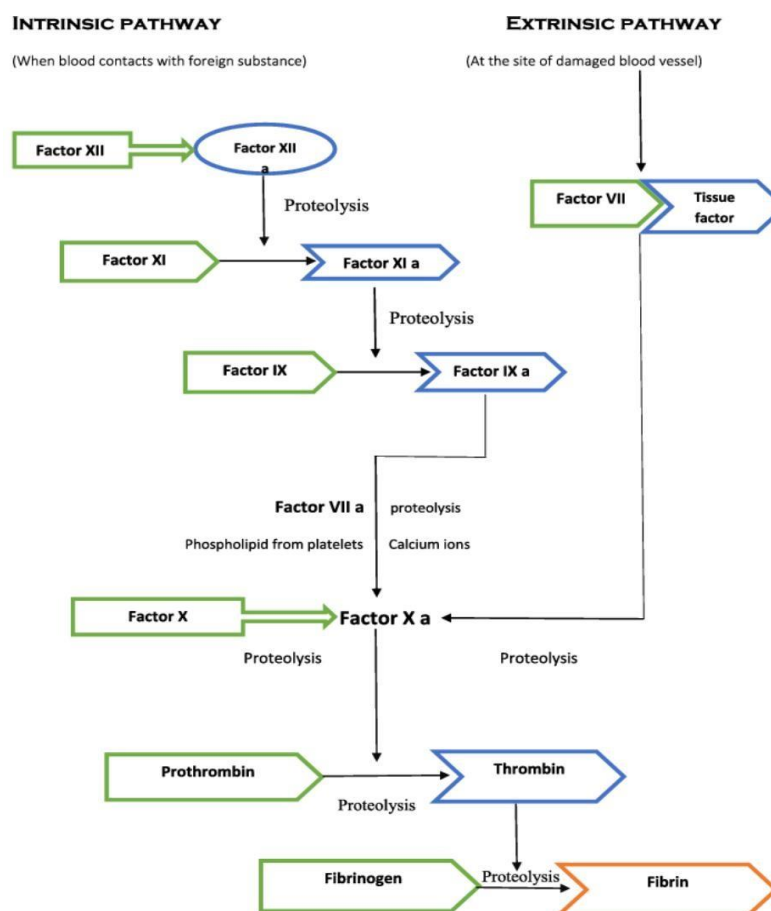 INTRINSIC PATHWAY
EXTRINSIC PATHWAY
(When blood contacts with foreign substance)
(At the site of damaged blood vessel)
Factor XII
Factor XII
a
Proteolysis
Factor VII
Tissue
factor
Factor XI
Factor XI a
Proteolysis
Factor IX
Factor IX a
Factor VII a
proteolysis
Phospholipid from platelets
Calcium ions
Factor X
Factor X a
Proteolysis
Proteolysis
Prothrombin
Thrombin
Proteolysis
Fibrinogen
Proteolysis
Fibrin